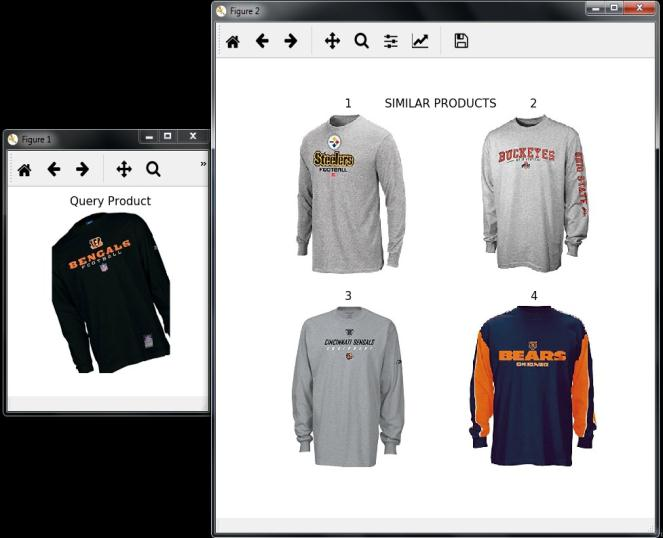 Figure 1
»
Query Product
BENGALS
FOOTBALL
Figure 2
SIMILAR PRODUCTS
1
2
Steelers
FOOTBALL
BUCKEYES
OHIO STATE
3
4
CINCINNATI BENGALS
BEARS